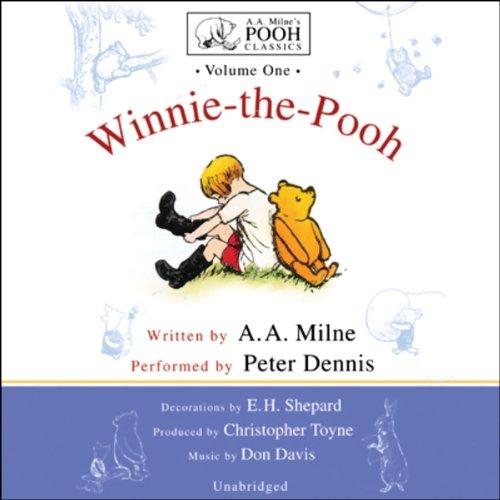 A.A. Milne's
POOH
CLASSICS
• Volume One •
Winnie-the-Pooh
Written by A. A. Milne
Performed by Peter Dennis
Decorations by E. H. Shepard
Produced by Christopher Toyne
Music by Don Davis
Unabridged